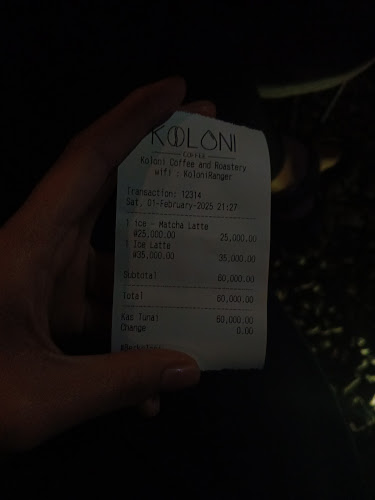 KOLONI
COFFEE
Koloni Coffee and Roastery
wifi : KoloniRanger
Transaction: 12314
Sat, 01-February-2025 21:27
1 ice - Matcha Latte
@25,000.00 25,000.00
1 Ice Latte
@35,000.00 35,000.00
Subtotal 60,000.00
Total 60,000.00
Kas Tunai 60,000.00
Change 0.00